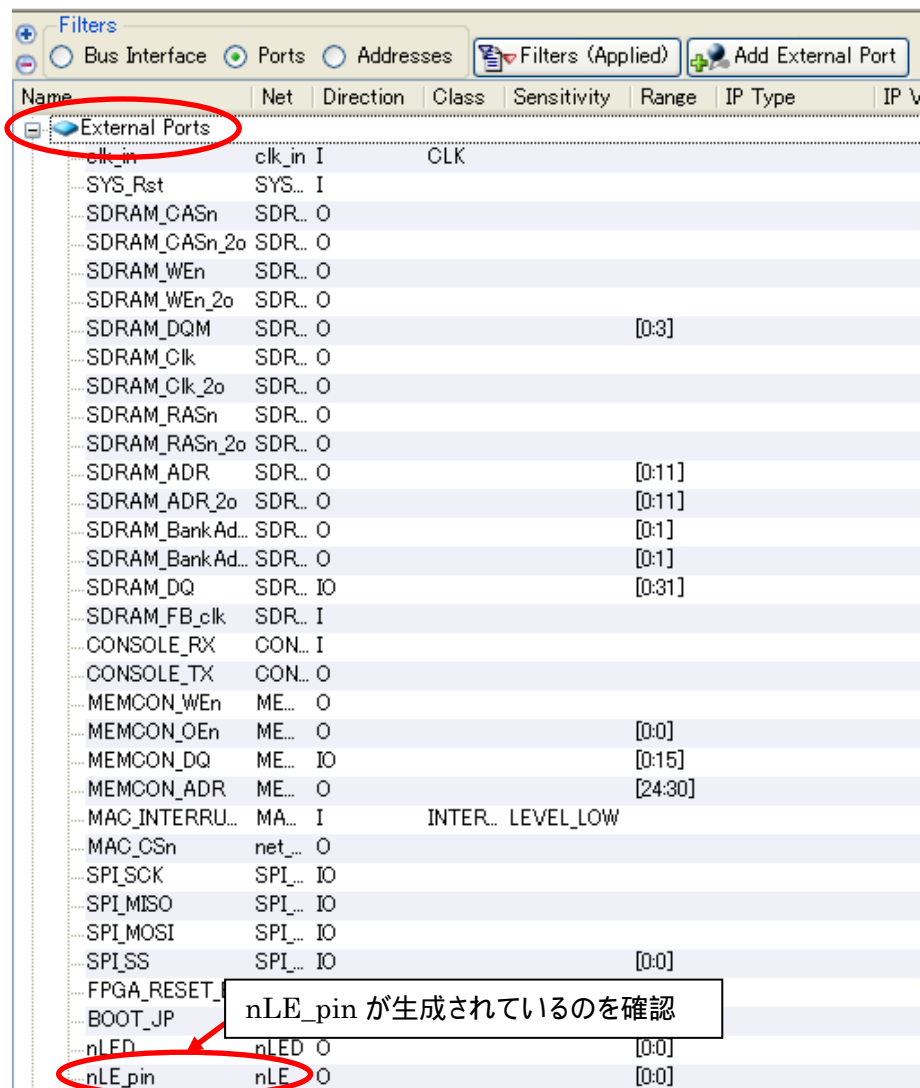 Filters
Bus Interface Ports Addresses Filters (Applied) Add External Port
Name Net Direction Class Sensitivity Range IP Type IP V
External Ports
clk_in clk_in I CLK
SYS_Rst SYS... I
SDRAM_CASn SDR... O
SDRAM_CASn_2o SDR... O
SDRAM_WEn SDR... O
SDRAM_WEn_2o SDR... O
SDRAM_DQM SDR... O [0:3]
SDRAM_Clk SDR... O
SDRAM_Clk_2o SDR... O
SDRAM_RASn SDR... O
SDRAM_RASn_2o SDR... O
SDRAM_ADR SDR... O [0:11]
SDRAM_ADR_2o SDR... O [0:11]
SDRAM_BankAd... SDR... O [0:1]
SDRAM_BankAd... SDR... O [0:1]
SDRAM_DQ SDR... IO [0:31]
SDRAM_FB_clk SDR... I
CONSOLE_RX CON... I
CONSOLE_TX CON... O
MEMCON_WEn ME... O
MEMCON_OEn ME... O [0:0]
MEMCON_DQ ME... IO [0:15]
MEMCON_ADR ME... O [24:30]
MAC_INTERRU... MA... I INTER... LEVEL_LOW
MAC_CSn net_... O
SPI_SCK SPI_... IO
SPI_MISO SPI_... IO
SPI_MOSI SPI_... IO
SPI_SS SPI_... IO [0:0]
FPGA_RESET_
nLE_pin が生成されているのを確認
BOOT_JP
nLED nLED O [0:0]
nLE_pin nLE O [0:0]